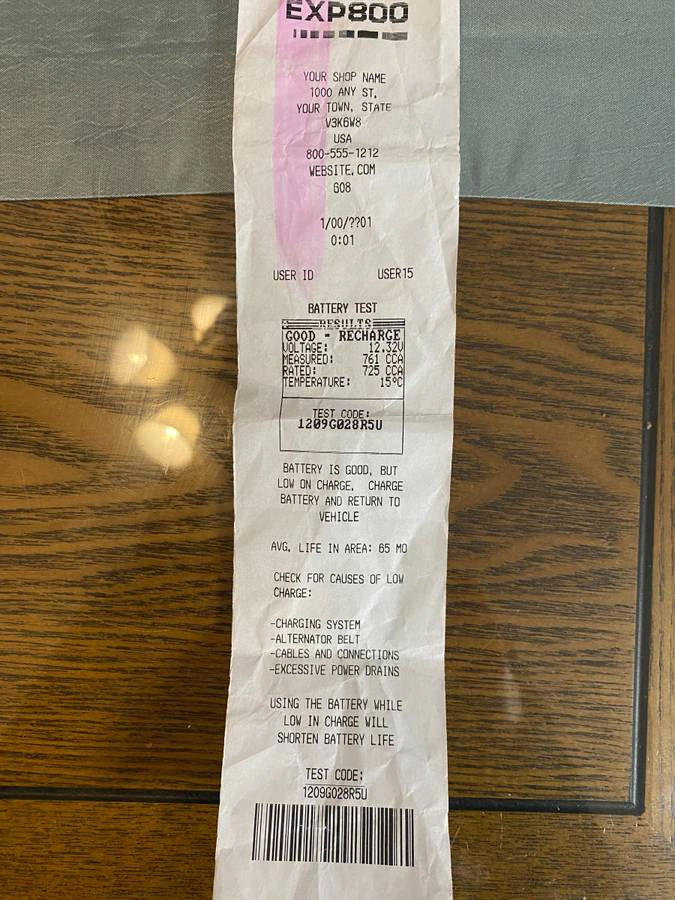 EXP800
YOUR SHOP NAME
1000 ANY ST.
YOUR TOWN, STATE
V3K6W8
USA
800-555-1212
WEBSITE.COM
G08
1/00/??01
0:01
USER ID USER15
BATTERY TEST
RESULTS
GOOD - RECHARGE
VOLTAGE: 12.32V
MEASURED: 761 CCA
RATED: 725 CCA
TEMPERATURE: 15°C
TEST CODE:
1209G028R5U
BATTERY IS GOOD, BUT
LOW ON CHARGE. CHARGE
BATTERY AND RETURN TO
VEHICLE
AVG. LIFE IN AREA: 65 MO
CHECK FOR CAUSES OF LOW
CHARGE:
-CHARGING SYSTEM
-ALTERNATOR BELT
-CABLES AND CONNECTIONS
-EXCESSIVE POWER DRAINS
USING THE BATTERY WHILE
LOW IN CHARGE WILL
SHORTEN BATTERY LIFE
TEST CODE:
1209G028R5U